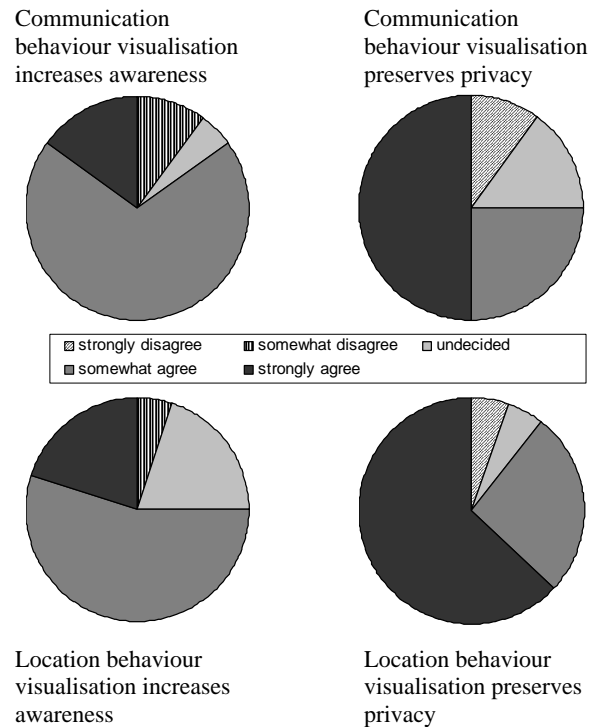 Communication
behaviour visualisation
increases awareness
Communication
behaviour visualisation
preserves privacy
strongly disagree somewhat disagree undecided
somewhat agree strongly agree
Location behaviour
visualisation increases
awareness
Location behaviour
visualisation preserves
privacy